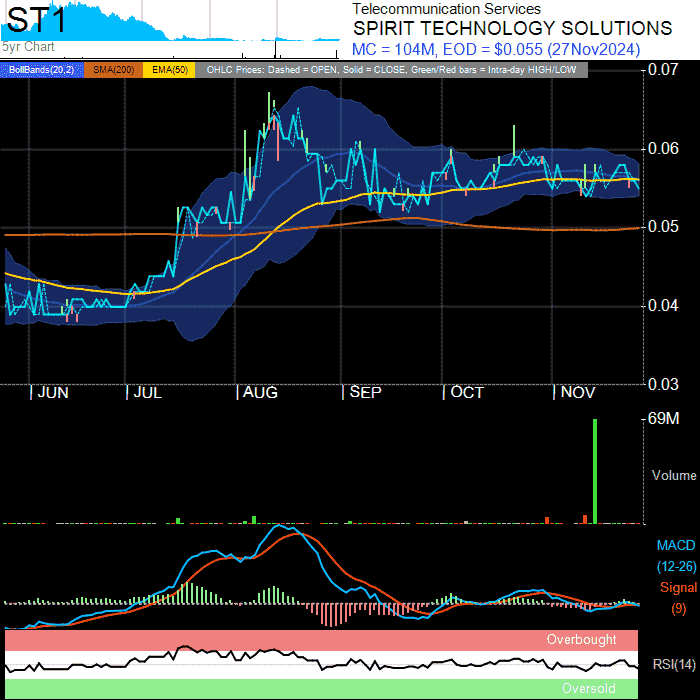 ST1
5yr Chart
Telecommunication Services
SPIRIT TECHNOLOGY SOLUTIONS
MC = 104M, EOD = $0.055 (27Nov2024)
BollBands(20,2) SMA(200) EMA(50) OHLC Prices: Dashed = OPEN, Solid = CLOSE, Green/Red bars = Intra-day HIGH/LOW
0.07
0.06
0.05
0.04
0.03
JUN JUL AUG SEP OCT NOV
69M
Volume
MACD
(12-26)
Signal
(9)
Overbought
RSI(14)
Oversold